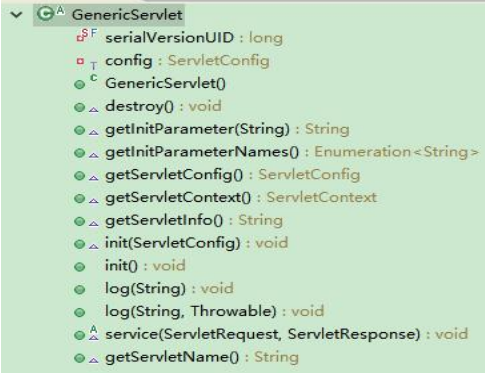 GenericServlet
serialVersionUID : long
config : ServletConfig
GenericServlet()
destroy() : void
getInitParameter(String) : String
getInitParameterNames() : Enumeration<String>
getServletConfig() : ServletConfig
getServletContext() : ServletContext
getServletInfo() : String
init(ServletConfig) : void
init() : void
log(String) : void
log(String, Throwable) : void
service(ServletRequest, ServletResponse) : void
getServletName() : String